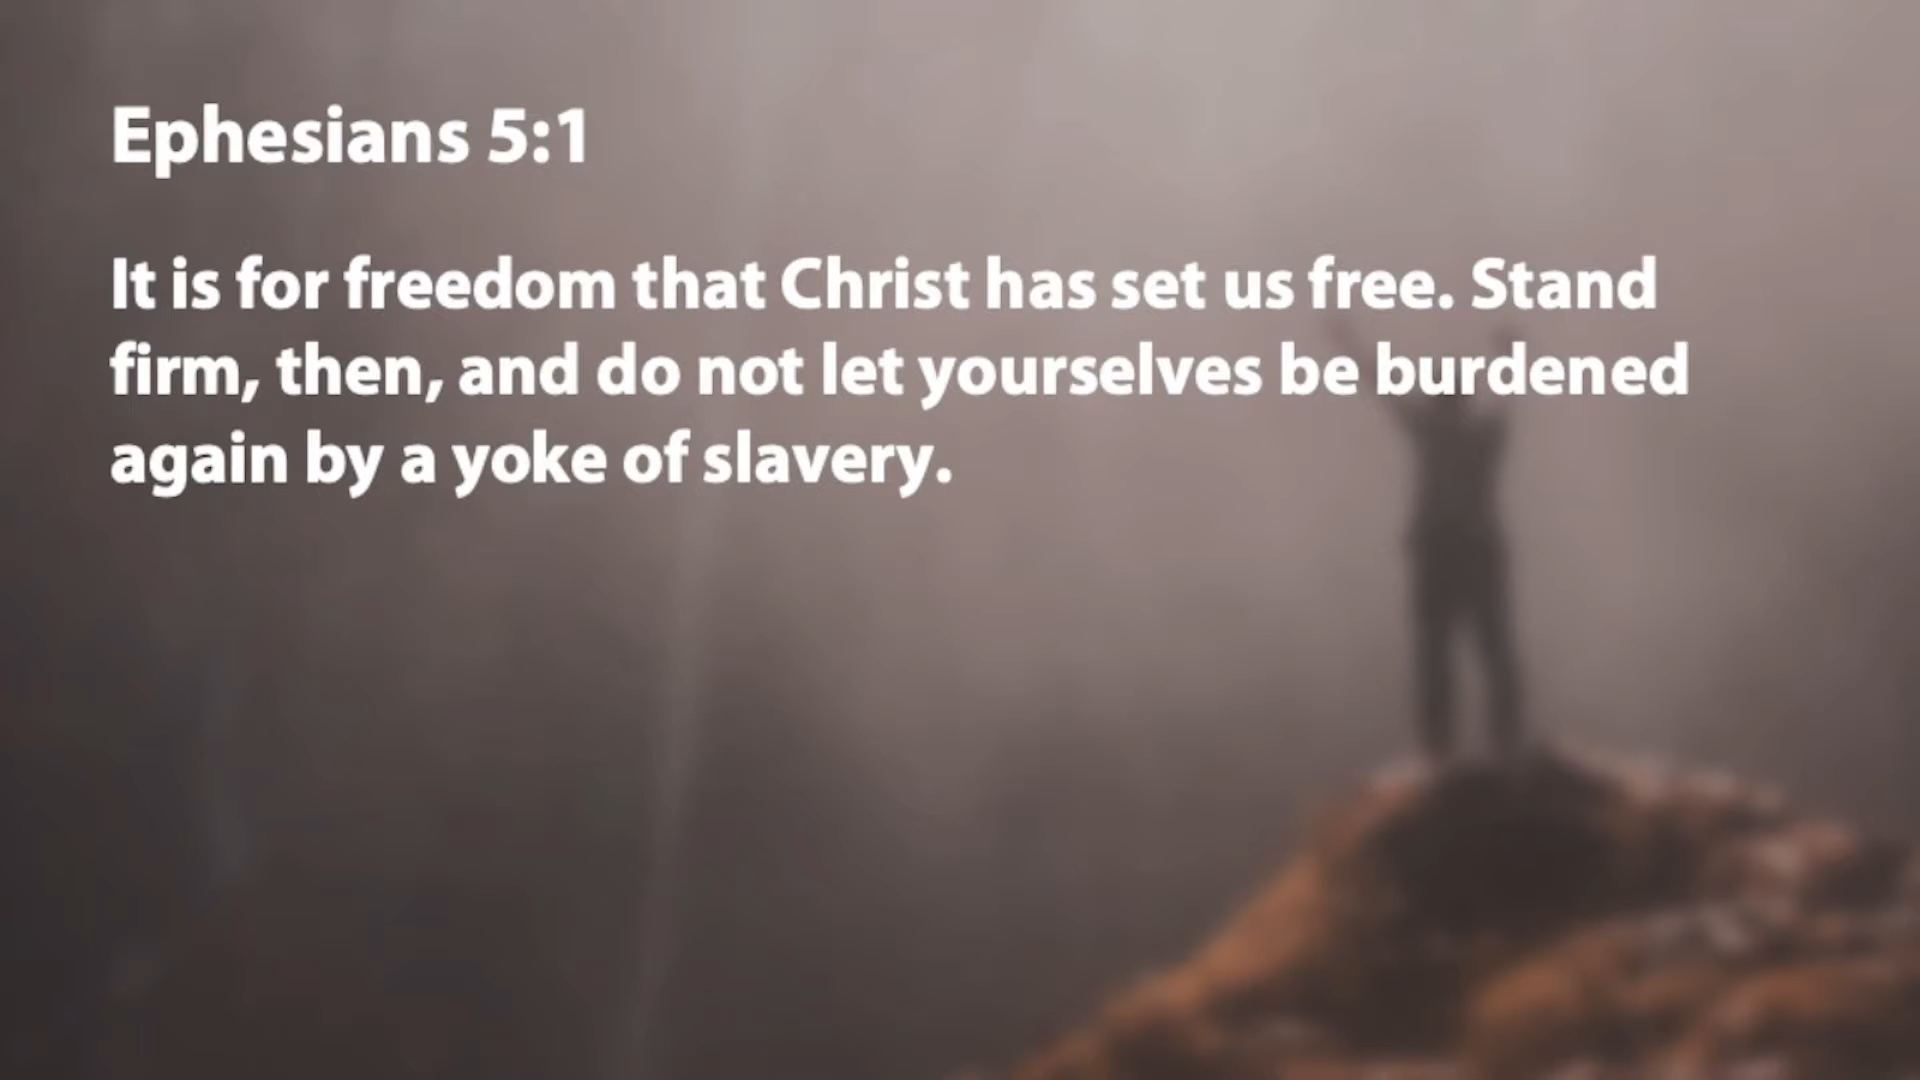 Ephesians 5:1
It is for freedom that Christ has set us free. Stand
firm, then, and do not let yourselves be burdened
again by a yoke of slavery.